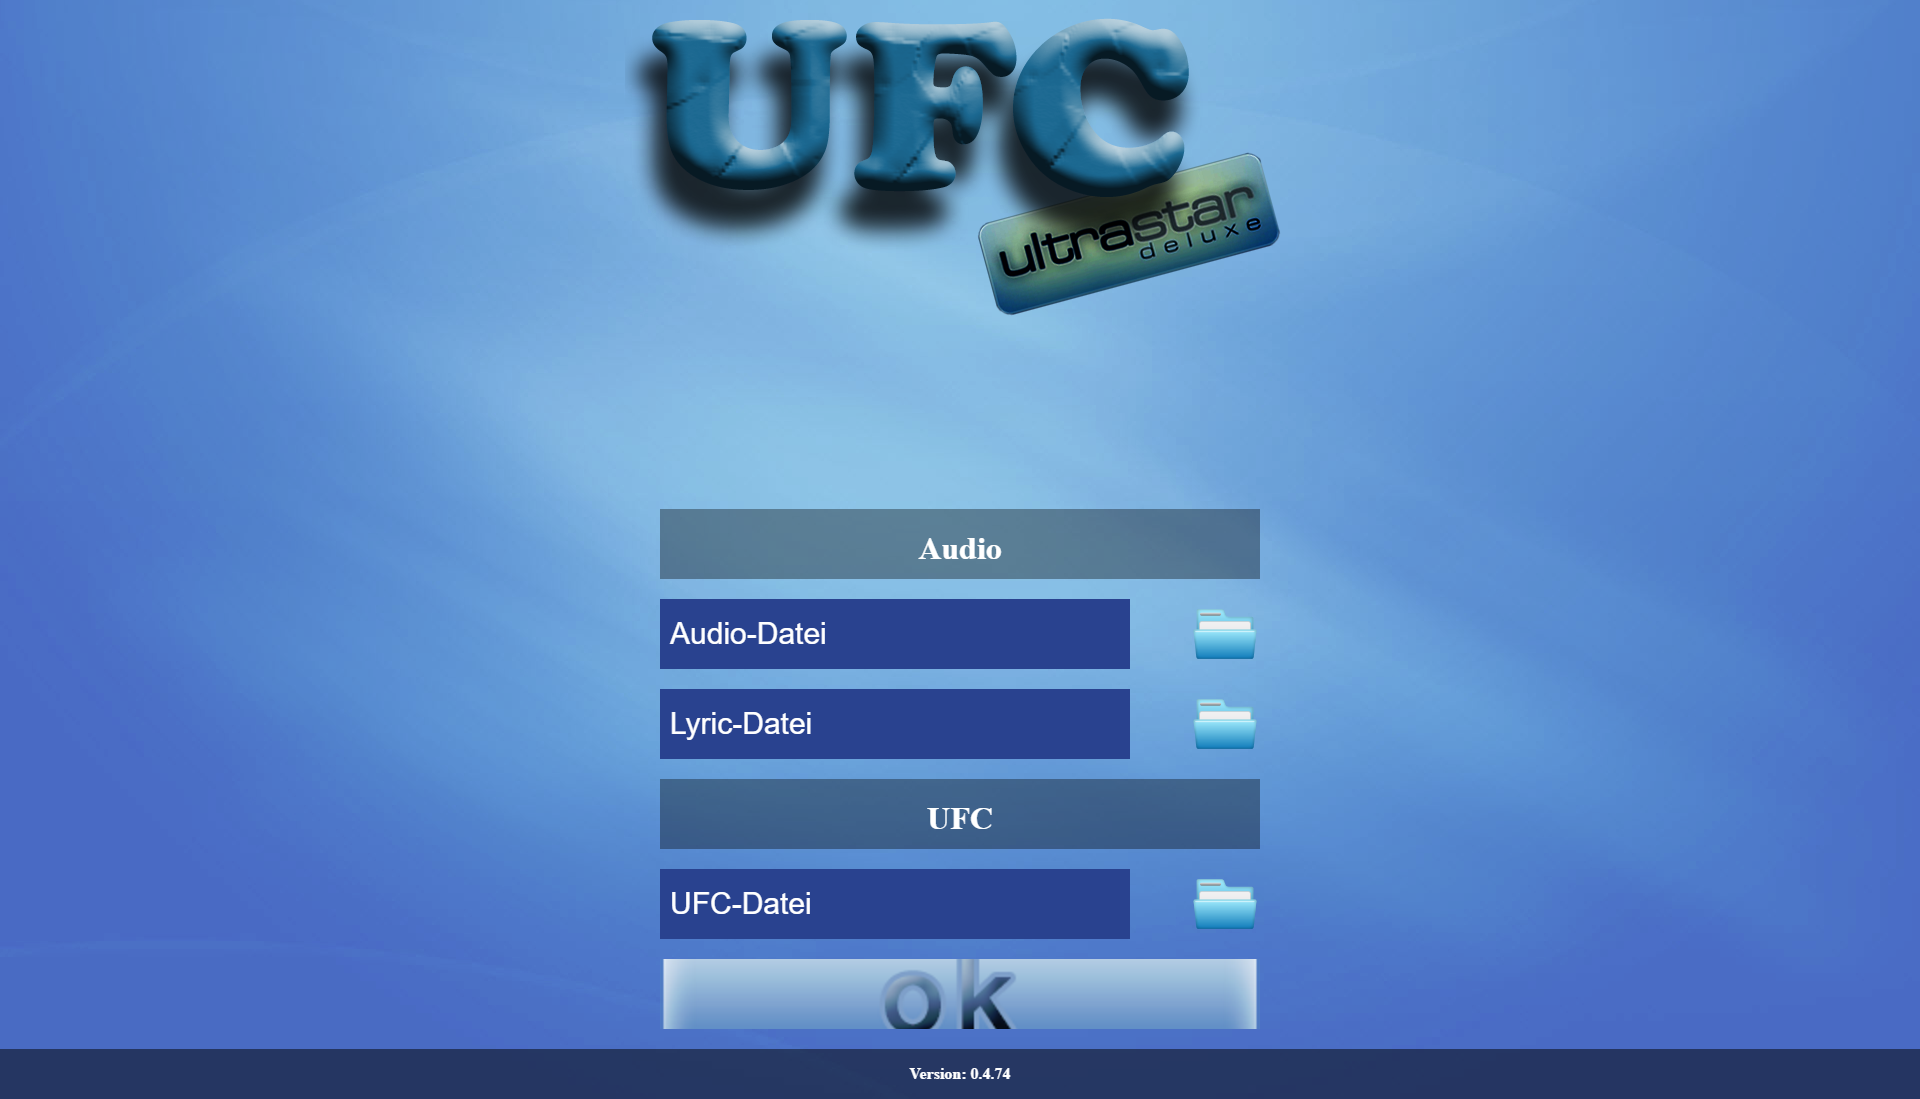 UFC
ultrastar
deluxe
Audio
Audio-Datei
Lyric-Datei
UFC
UFC-Datei
ok
Version: 0.4.74